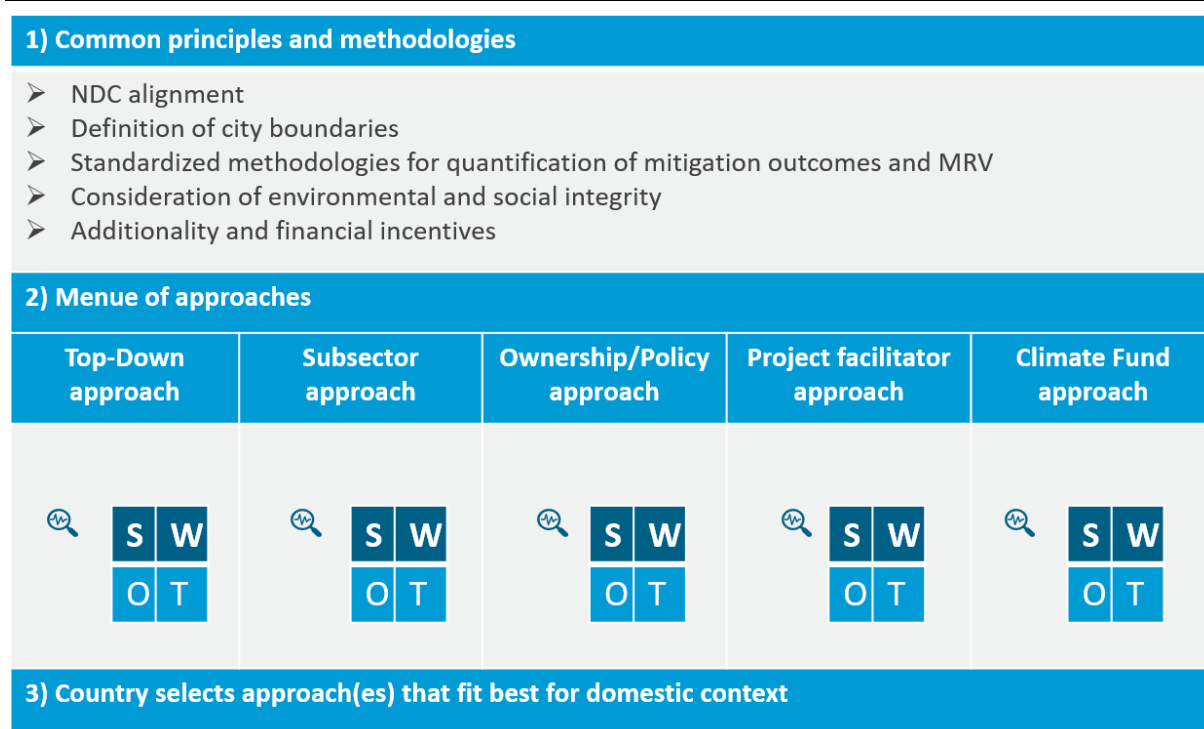 1) Common principles and methodologies
➢ NDC alignment
➢ Definition of city boundaries
➢ Standardized methodologies for quantification of mitigation outcomes and MRV
➢ Consideration of environmental and social integrity
➢ Additionality and financial incentives
2) Menue of approaches
Top-Down
approach
Subsector
approach
Ownership/Policy
approach
Project facilitator
approach
Climate Fund
approach
S W
O T
S W
O T
S W
O T
S W
O T
S W
O T
3) Country selects approach(es) that fit best for domestic context